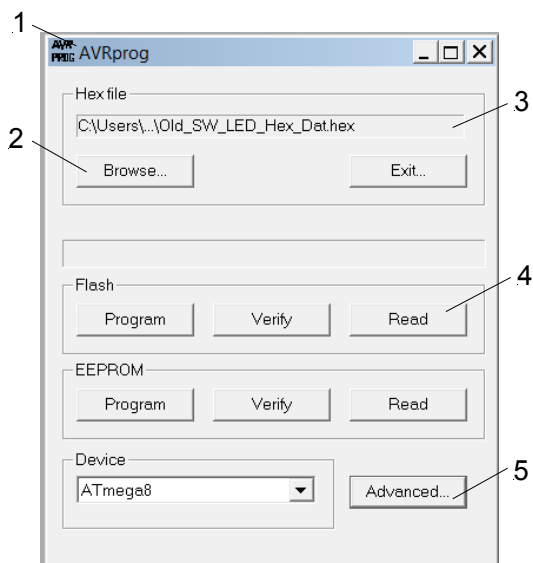 1
AVR
PROG AVRprog
Hex file
C:\Users\...\Old_SW_LED_Hex_Dat.hex
3
2
Browse...
Exit...
Flash
4
Program
Verify
Read
EEPROM
Program
Verify
Read
Device
5
ATmega8
Advanced...